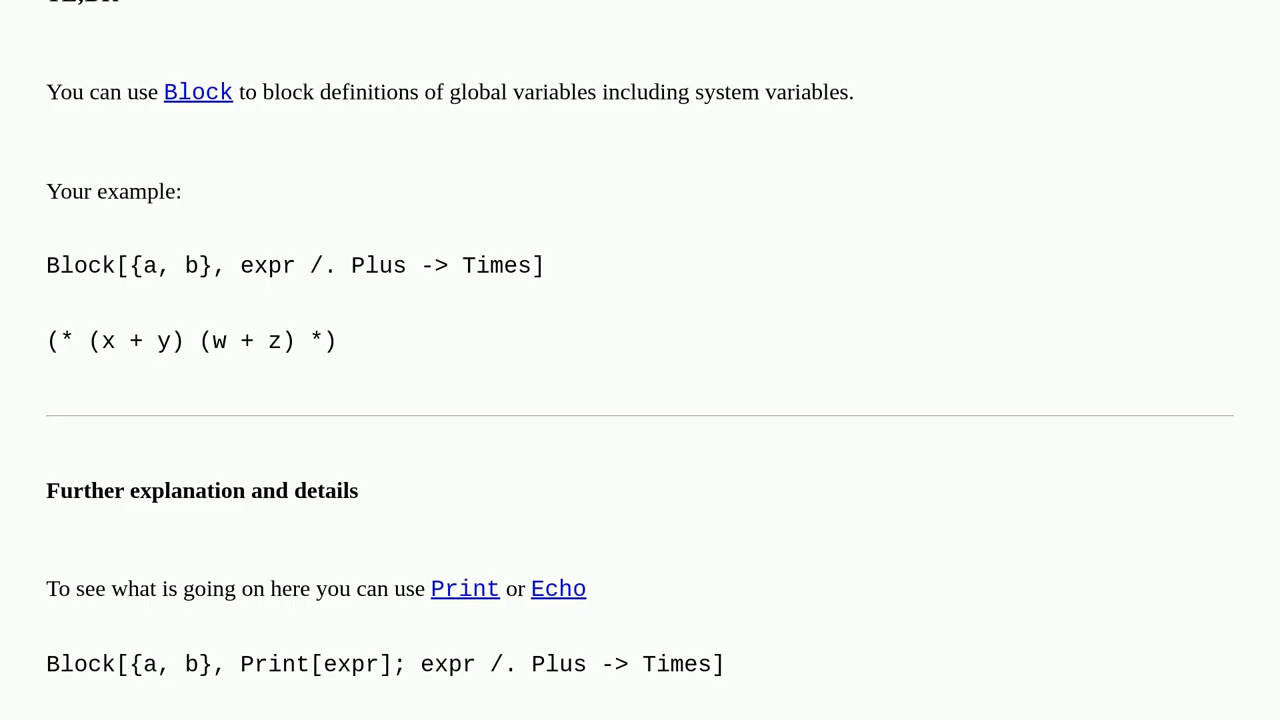 You can use Block to block definitions of global variables including system variables.
Your example:
Block[{a, b}, expr /. Plus -> Times]
(* (x + y) (w + z) *)
Further explanation and details
To see what is going on here you can use Print or Echo
Block[{a, b}, Print[expr]; expr /. Plus -> Times]